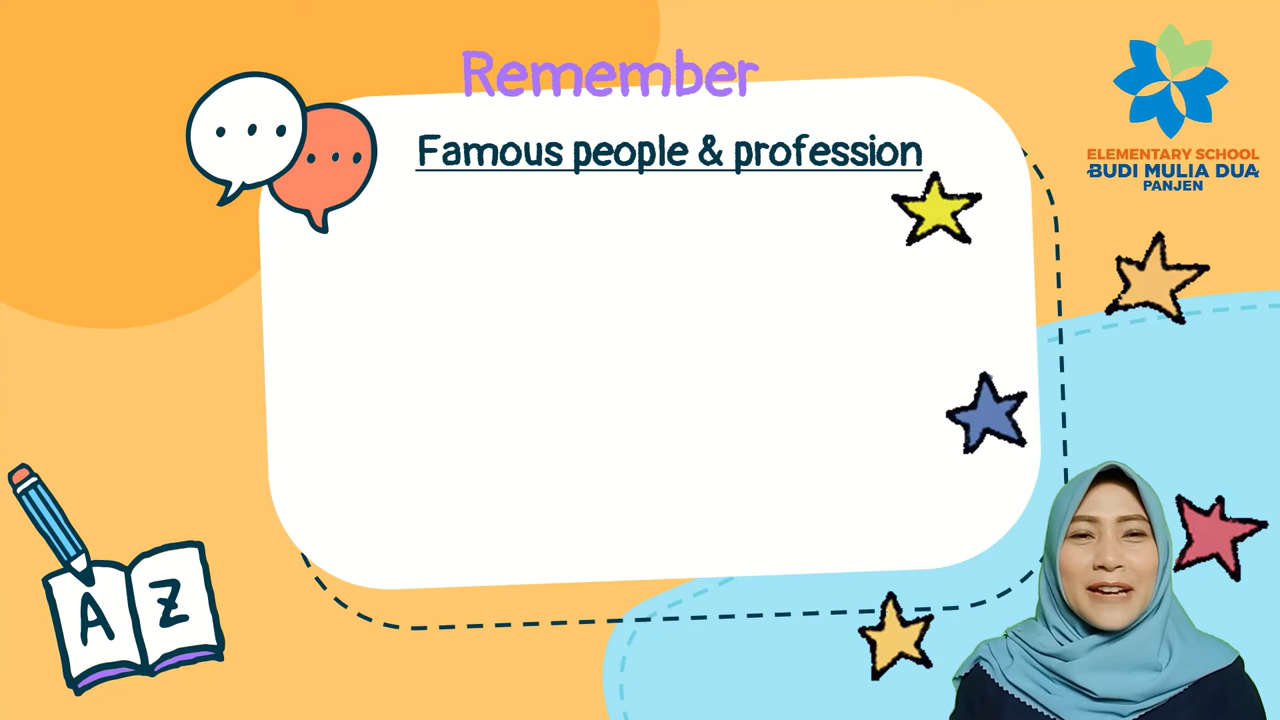 Remember
Famous people & profession
ELEMENTARY SCHOOL
BUDI MULIA DUA
PANJEN
A
Z